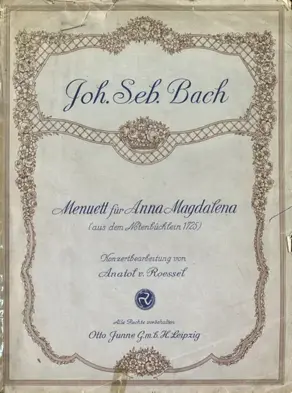 Joh. Seb. Bach
Menuett für Anna Magdalena
(aus dem Notenbüchlein 1725)
Konzertbearbeitung von
Anatol v. Roessel
Alle Rechte vorbehalten
Otto Junne G.m.b.H. Leipzig